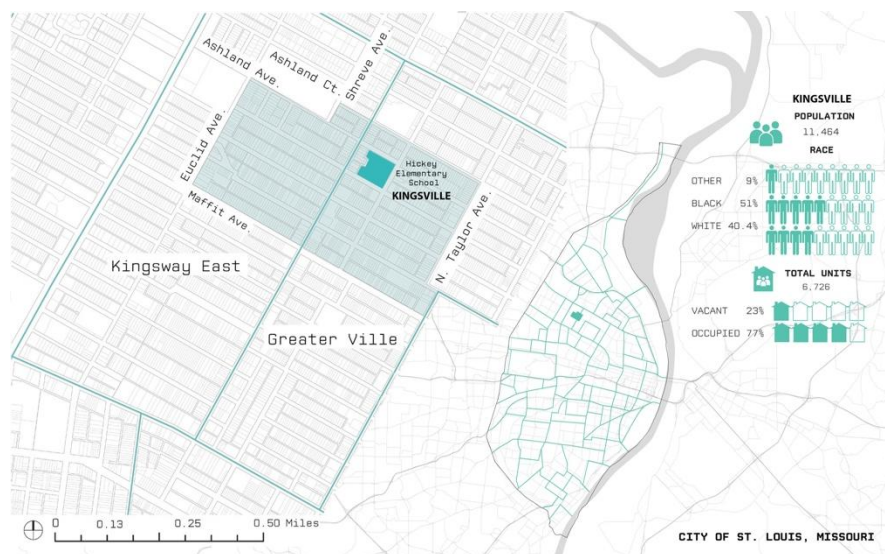 Ashland Ave.
Ashland Ct.
Shreve Ave.
Euclid Ave.
Maffit Ave.
Hickey
Elementary
School
KINGSVILLE
N. Taylor Ave.
Kingsway East
Greater Ville
0 0.13 0.25 0.50 Miles
KINGSVILLE
POPULATION
11,464
RACE
OTHER 9%
BLACK 51%
WHITE 40.4%
TOTAL UNITS
6,726
VACANT 23%
OCCUPIED 77%
CITY OF ST. LOUIS, MISSOURI